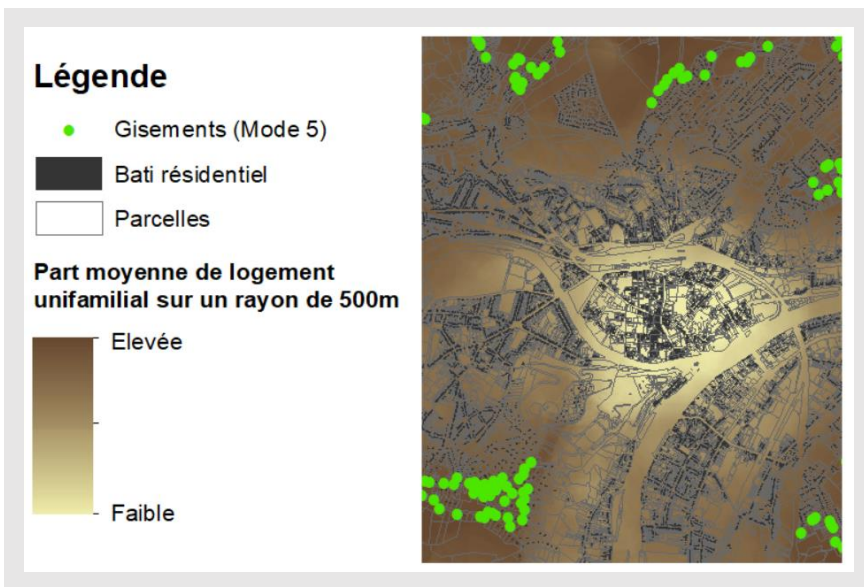 Légende
Gisements (Mode 5)
Bati résidentiel
Parcelles
Part moyenne de logement
unifamilial sur un rayon de 500m
Elevée
Faible